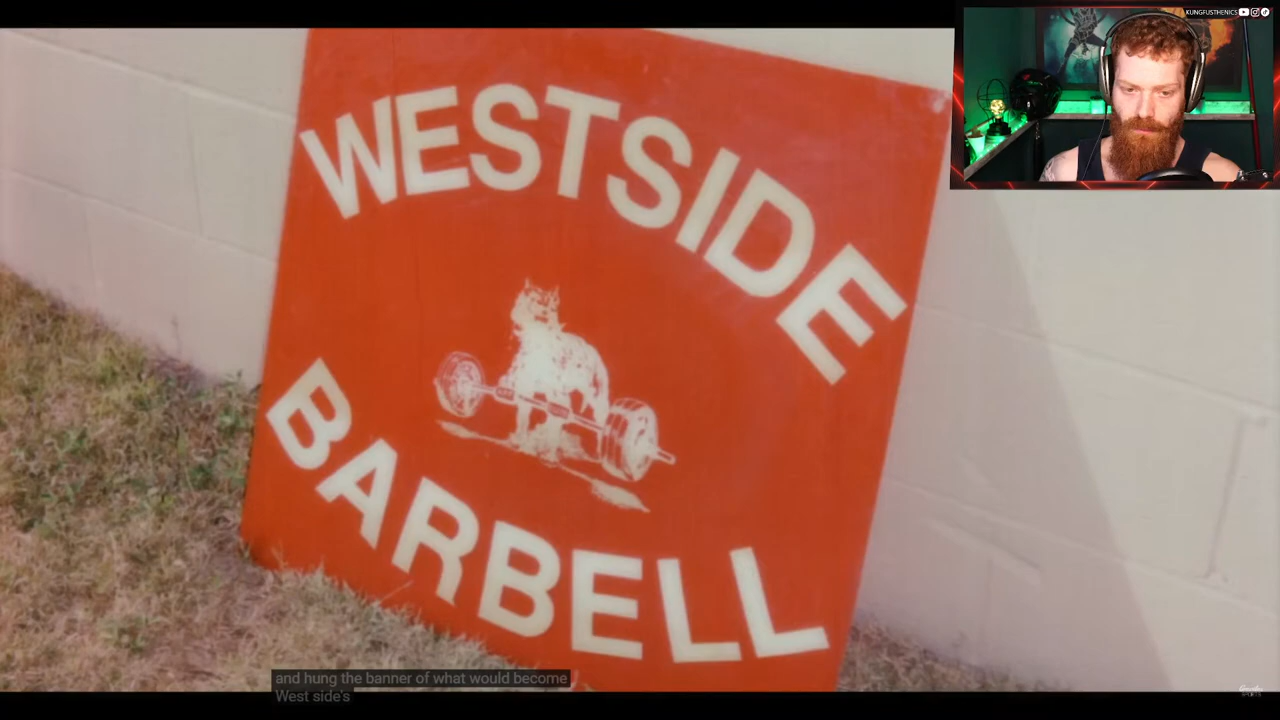 KUNGFUSTHENICS
WESTSIDE
BARBELL
and hung the banner of what would become
West side's